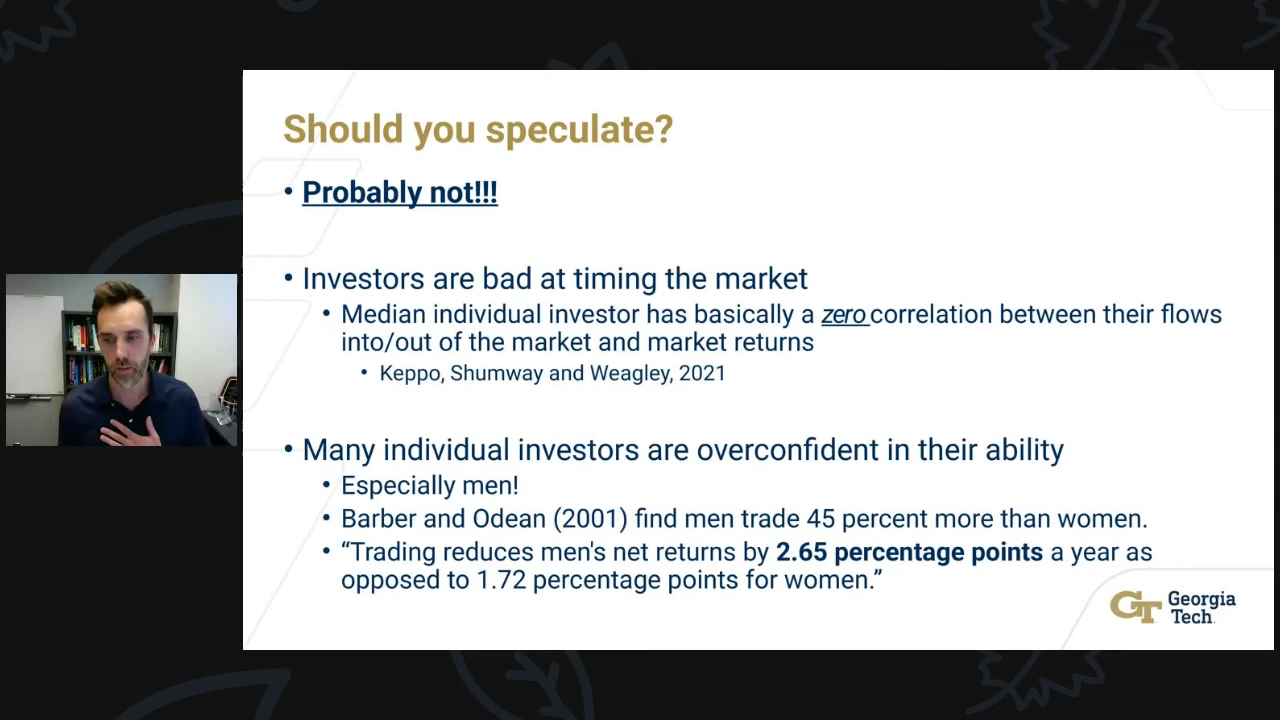 Should you speculate?
• Probably not!!!
• Investors are bad at timing the market
• Median individual investor has basically a zero correlation between their flows
into/out of the market and market returns
• Keppo, Shumway and Weagley, 2021
• Many individual investors are overconfident in their ability
• Especially men!
• Barber and Odean (2001) find men trade 45 percent more than women.
• “Trading reduces men's net returns by 2.65 percentage points a year as
opposed to 1.72 percentage points for women.”
GT Georgia
Tech